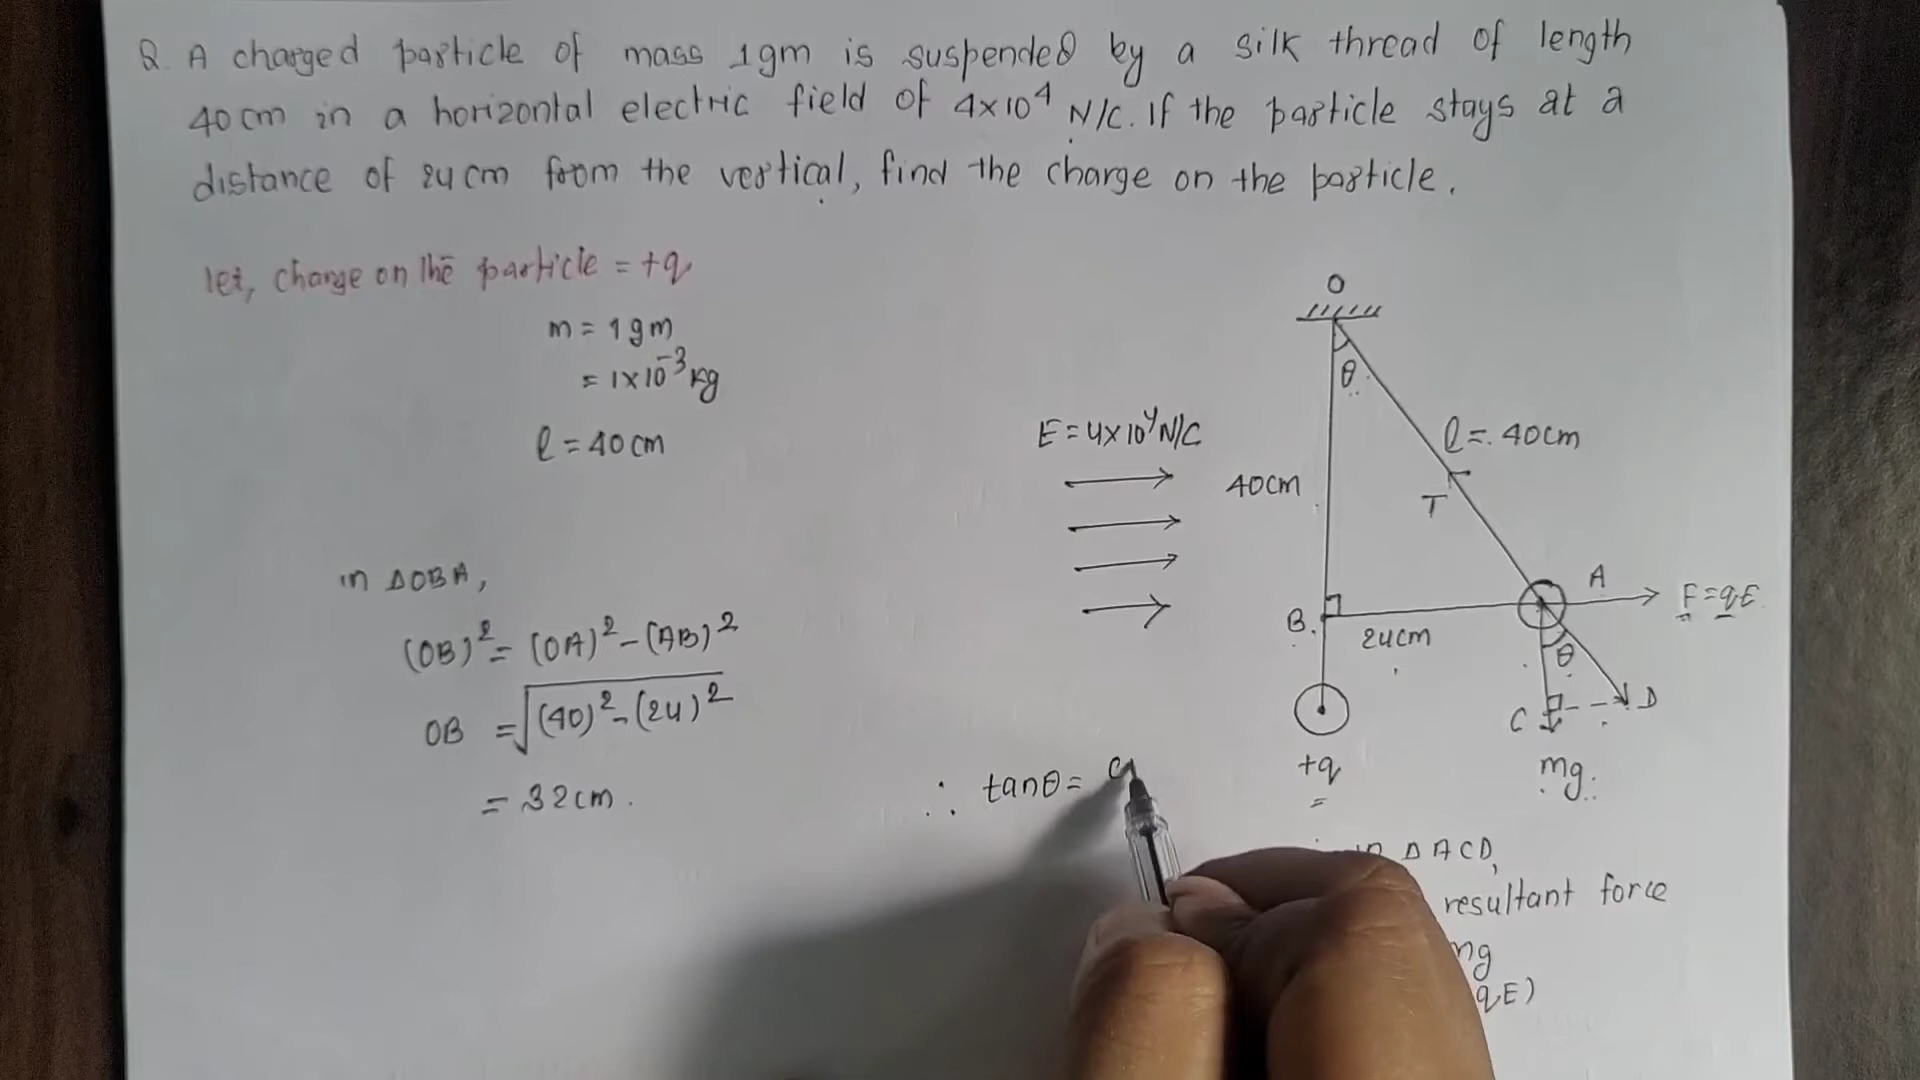 Q. A charged particle of mass 1gm is suspended by a silk thread of length
40cm in a horizontal electric field of 4×10⁴ N/C. If the particle stays at a
distance of 24cm from the vertical, find the charge on the particle.
let, charge on the particle = +q
m = 1gm
= 1×10⁻³ kg
l = 40cm
in ΔOBA,
(OB)² = (OA)² – (AB)²
OB = √(40)² – (24)²
= 32cm.
O
θ
E = 4×10⁴ N/C
l = 40cm
40cm
T
A
F = qE
B
24cm
θ
C
D
+q
=
mg
∴ tanθ =
in ΔACD,
resultant force
mg
qE)